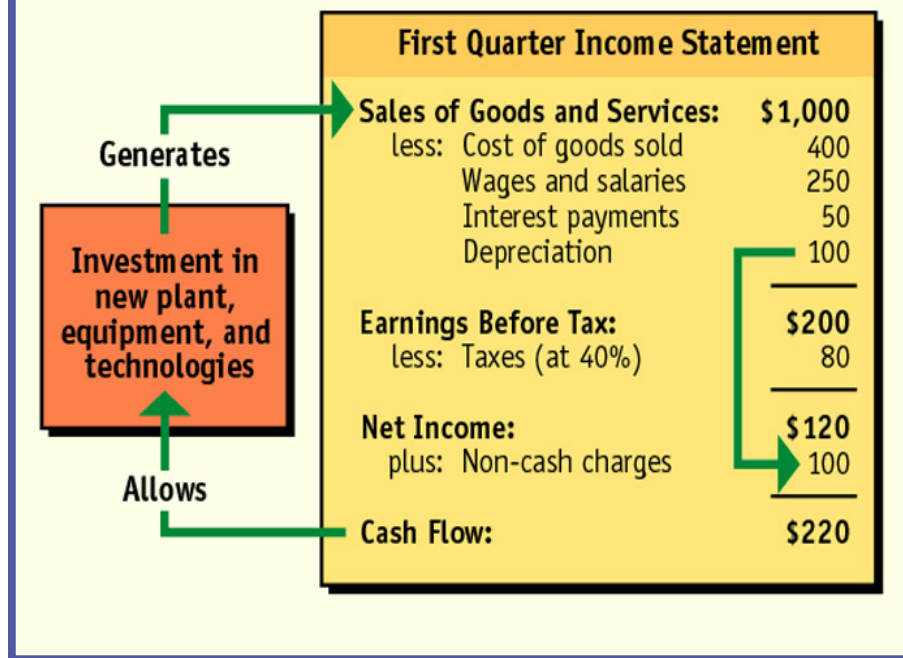 First Quarter Income Statement
Sales of Goods and Services: $1,000
less: Cost of goods sold 400
Wages and salaries 250
Interest payments 50
Depreciation 100
Earnings Before Tax: $200
less: Taxes (at 40%) 80
Net Income: $120
plus: Non-cash charges 100
Cash Flow: $220
Generates
Investment in
new plant,
equipment, and
technologies
Allows